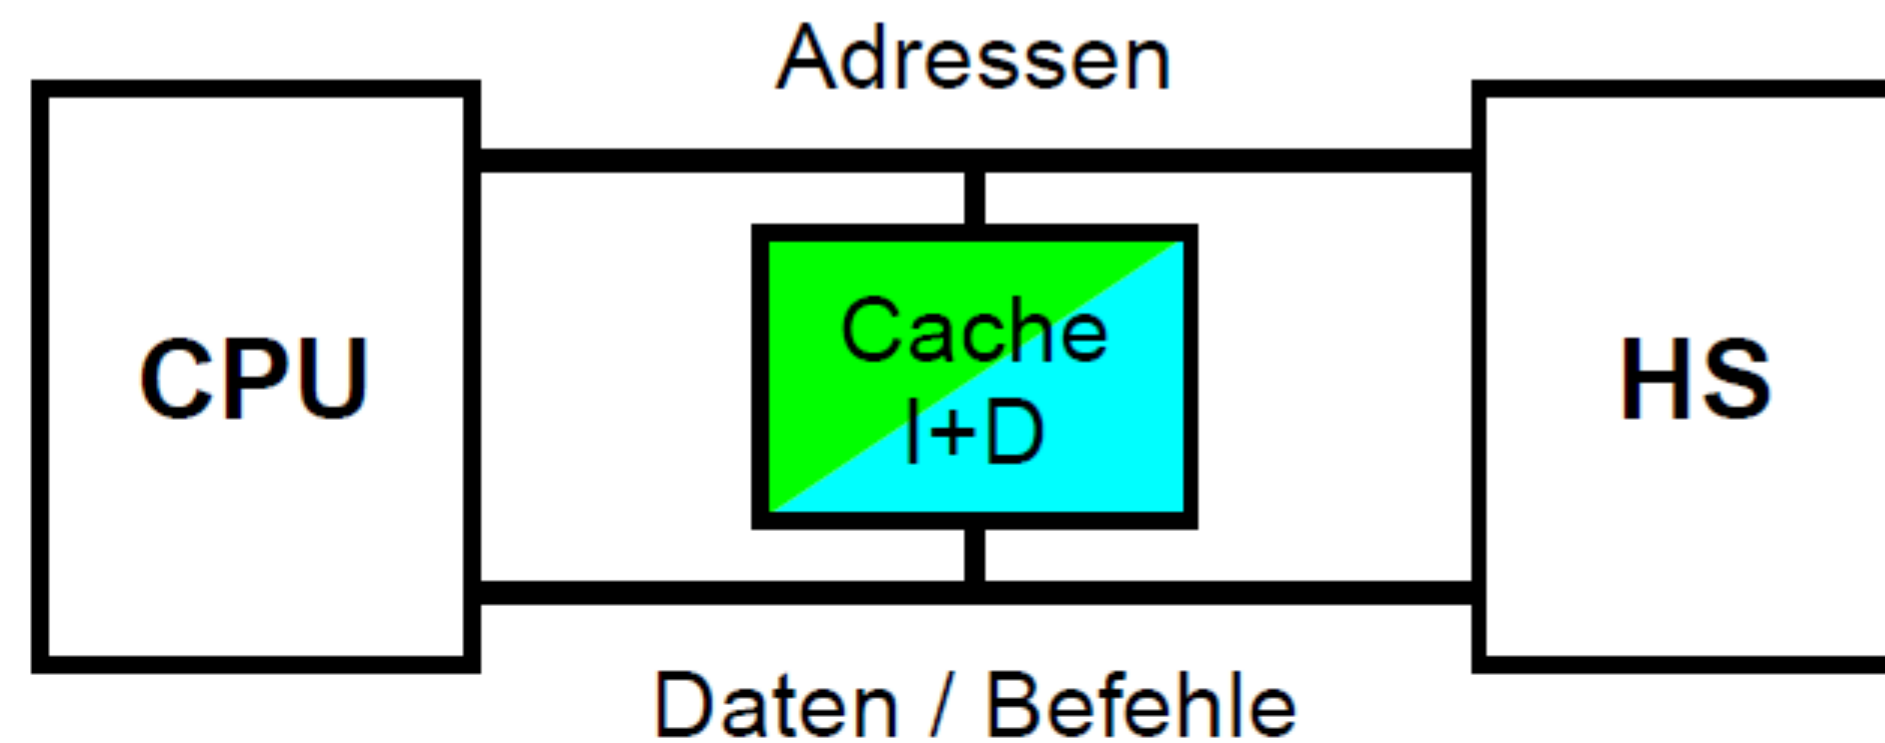 Adressen
CPU
Cache
I+D
HS
Daten / Befehle